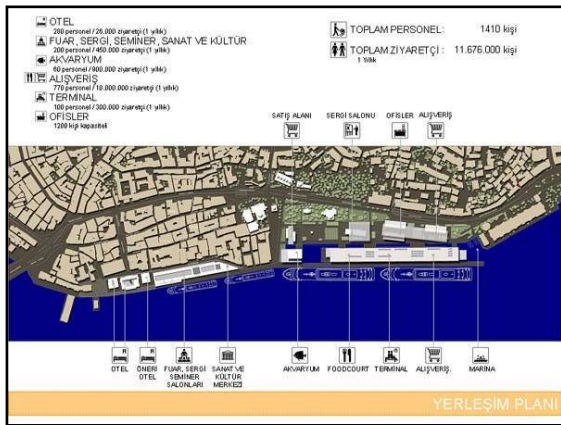 OTEL
280 personel / 26.000 ziyaretçi (1 yıllık)
FUAR, SERGİ, SEMİNER, SANAT VE KÜLTÜR
200 personel / 450.000 ziyaretçi (1 yıllık)
AKVARYUM
60 personel / 900.000 ziyaretçi (1 yıllık)
ALIŞVERİŞ
770 personel / 10.000.000 ziyaretçi (1 yıllık)
TERMİNAL
100 personel / 300.000 ziyaretçi (1 yıllık)
OFİSLER
1200 kişi kapasiteli
TOPLAM PERSONEL: 1410 kişi
TOPLAM ZİYARETÇİ: 11.676.000 kişi
1 Yıllık
SATIŞ ALANI
SERGİ SALONU
OFİSLER
ALIŞVERİŞ
OTEL
ÖNERİ
OTEL
FUAR, SERGİ
SEMİNER
SALONLARI
SANAT VE
KÜLTÜR
MERKEZİ
AKVARYUM
FOODCOURT
TERMİNAL
ALIŞVERİŞ.
MARINA
YERLEŞİM PLANI